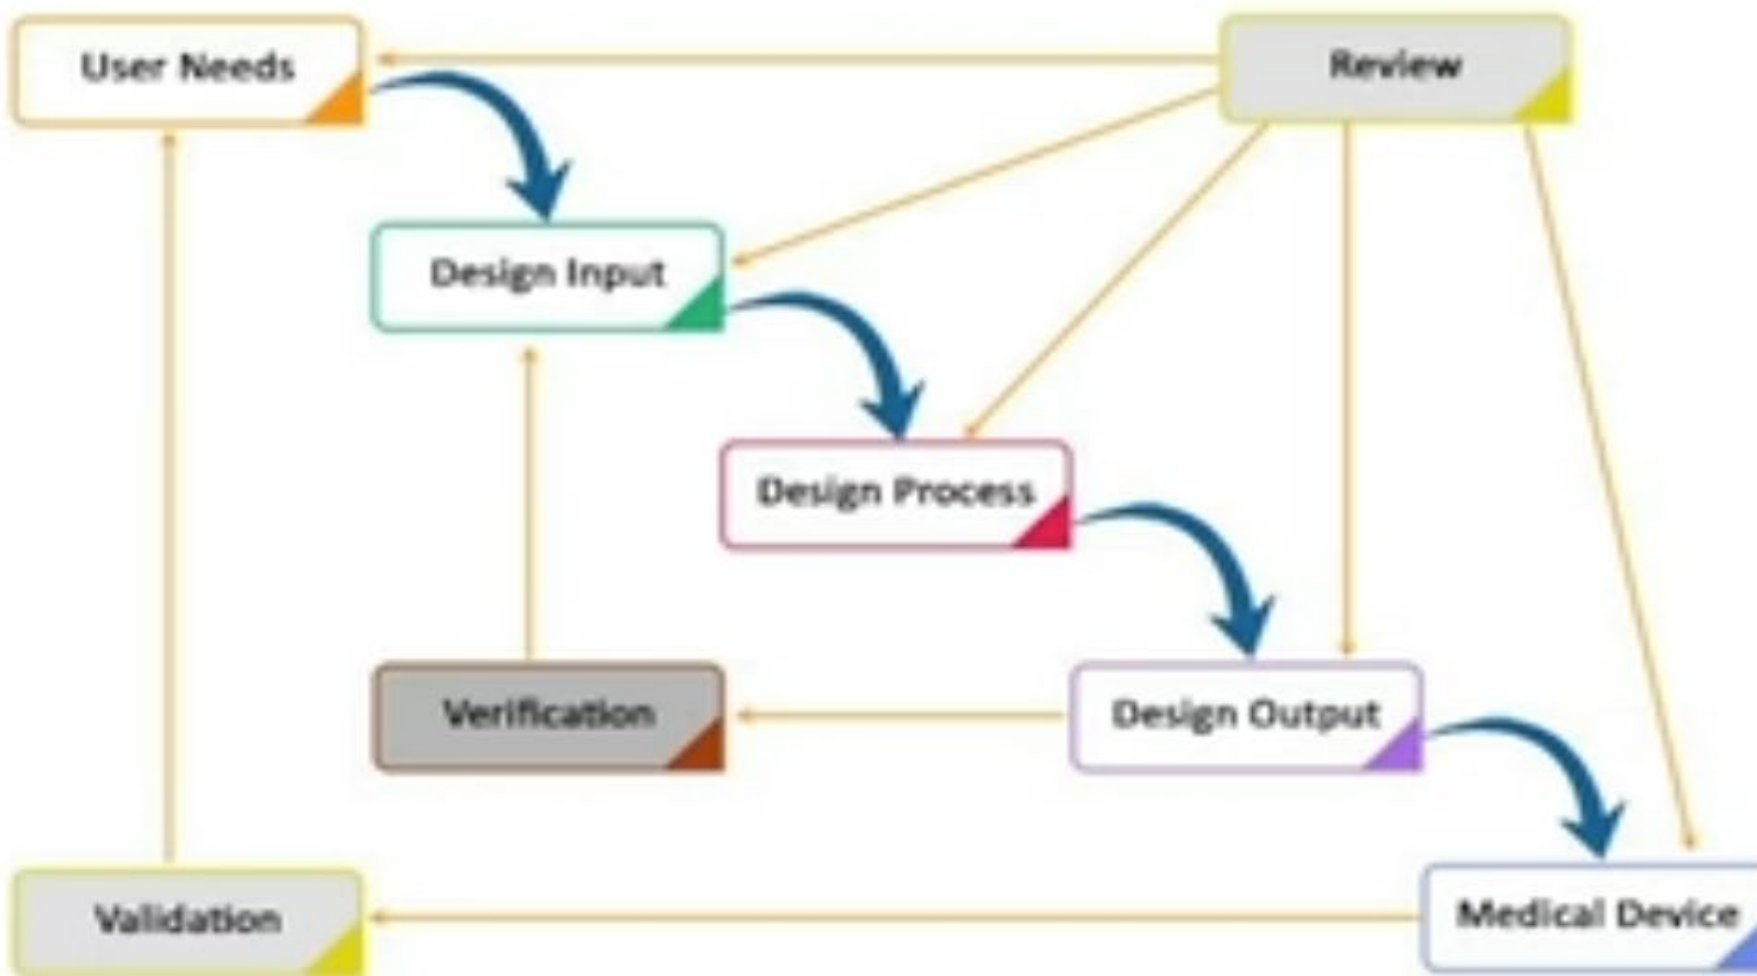 User Needs
Review
Design Input
Design Process
Verification
Design Output
Validation
Medical Device